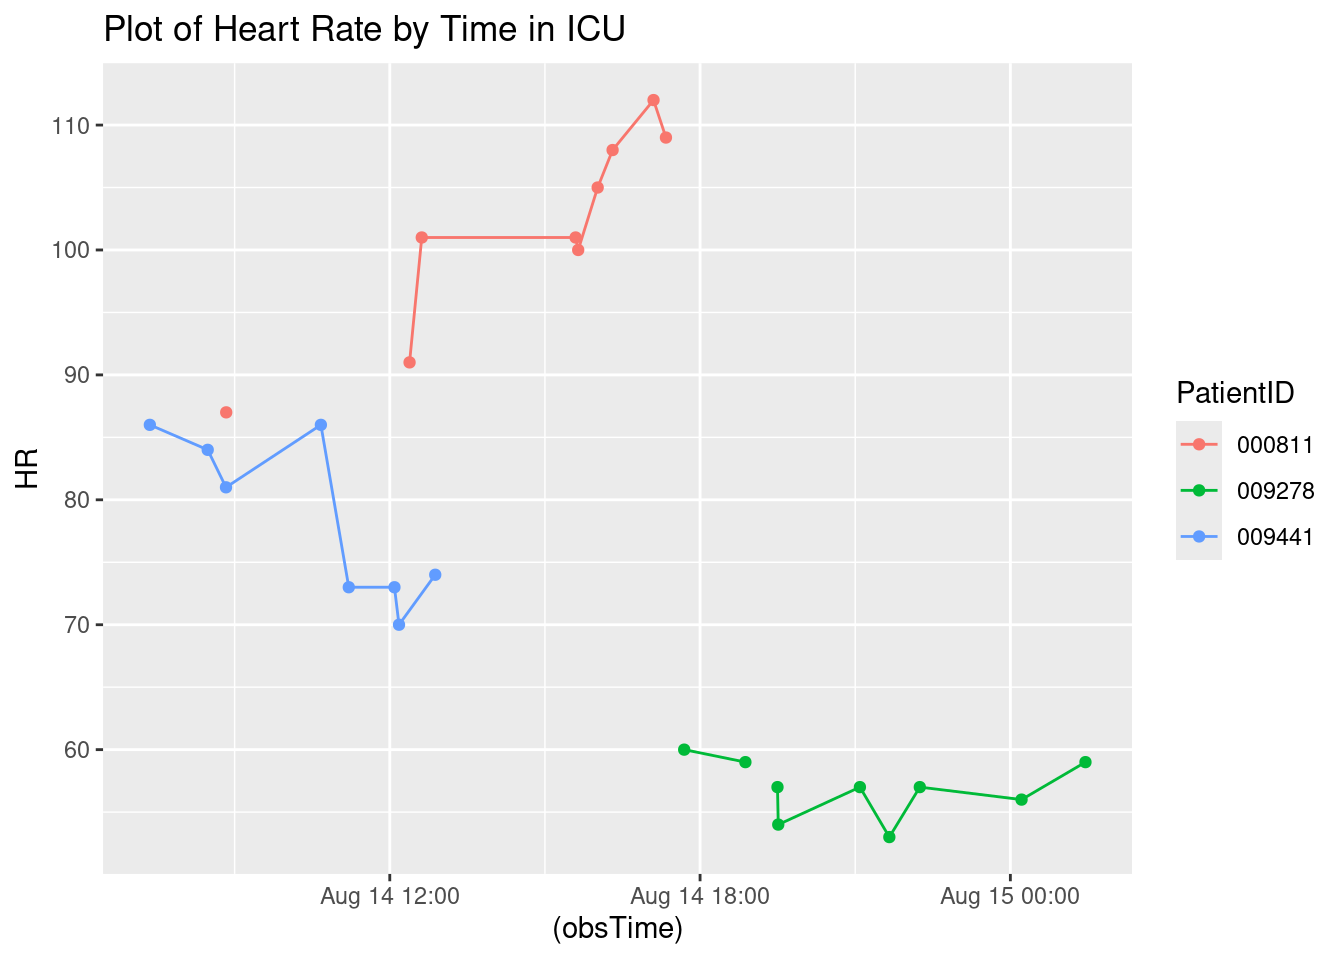 Plot of Heart Rate by Time in ICU
110
100
90
80
70
60
HR
Aug 14 12:00
Aug 14 18:00
Aug 15 00:00
(obsTime)
PatientID
000811
009278
009441